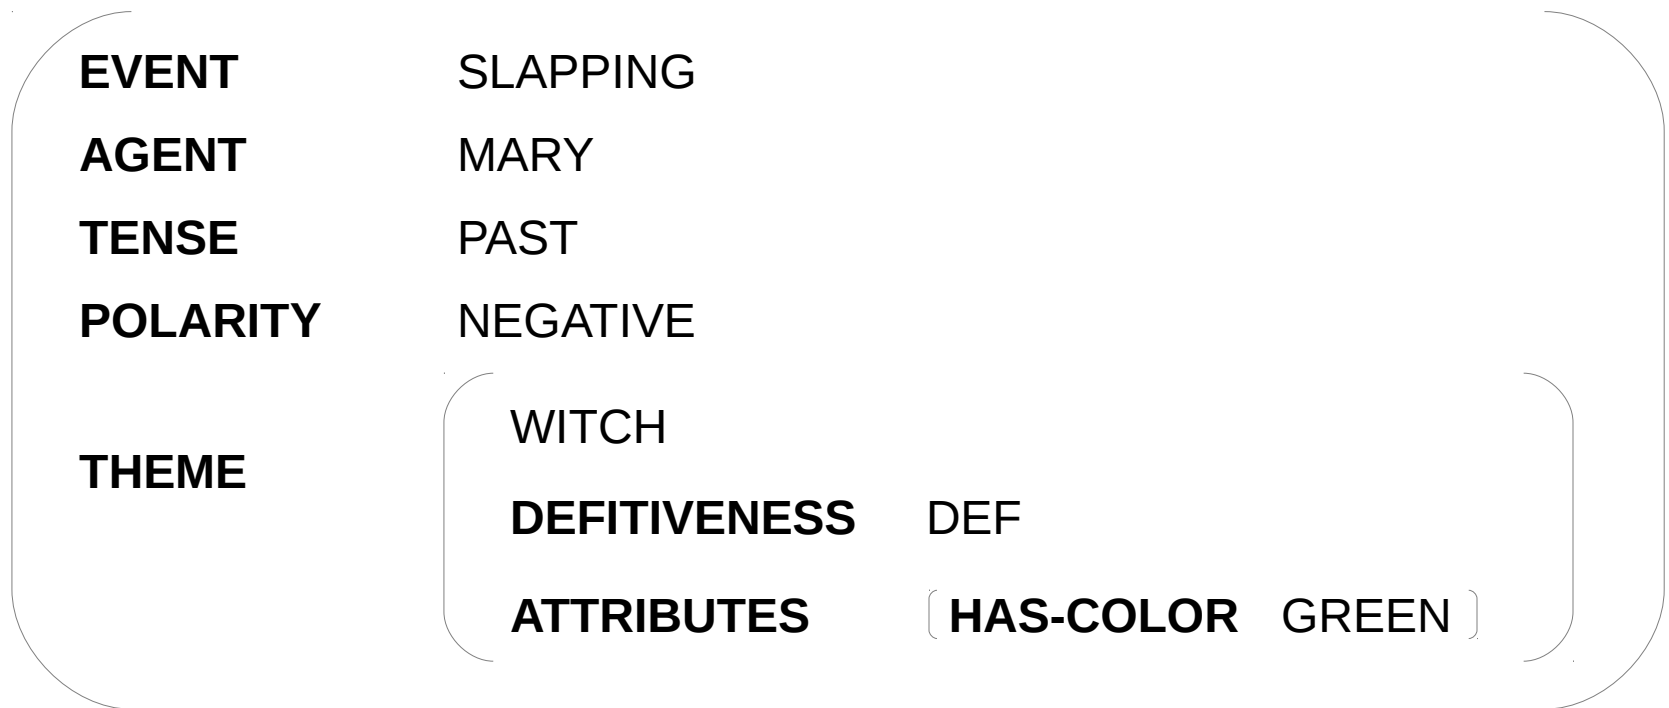 EVENT SLAPPING
AGENT MARY
TENSE PAST
POLARITY NEGATIVE
WITCH
THEME
DEFITIVENESS DEF
ATTRIBUTES HAS-COLOR GREEN